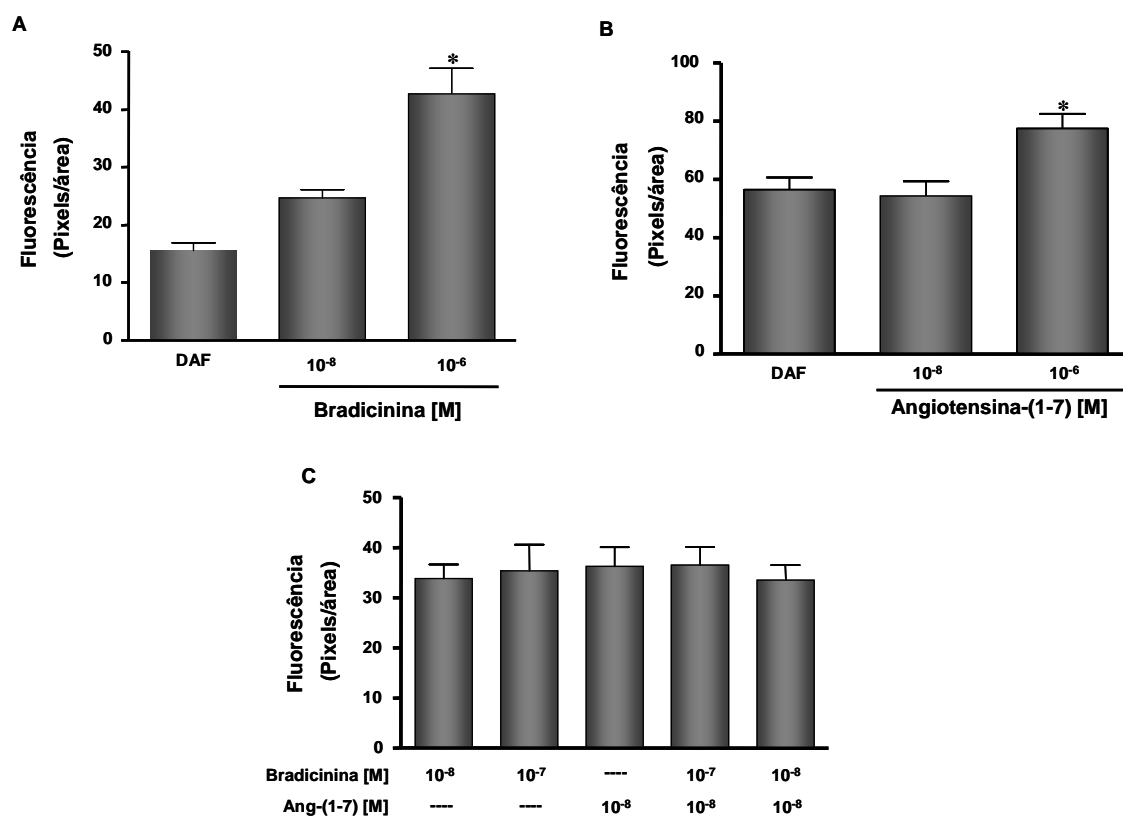 A
Fluorescência
(Pixels/área)
50
40
30
20
10
0
*
DAF
10-8
10-6
Bradicinina [M]
B
Fluorescência
(Pixels/área)
100
80
60
40
20
0
*
DAF
10-8
10-6
Angiotensina-(1-7) [M]
C
Fluorescência
(Pixels/área)
50
40
30
20
10
0
Bradicinina [M] 10-8 10-7 ---- 10-7 10-8
Ang-(1-7) [M] ---- ---- 10-8 10-8 10-8